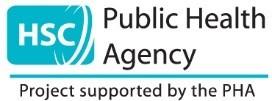 HSC Public Health
Agency
Project supported by the PHA